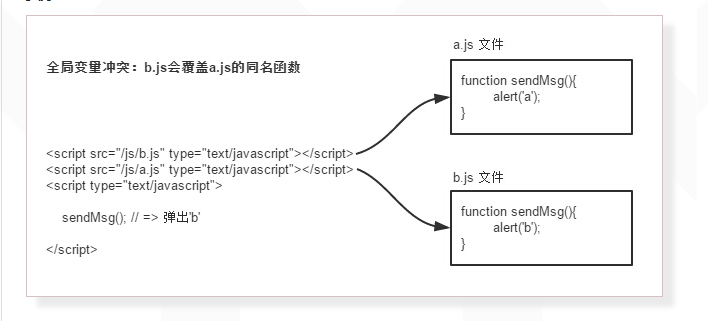 全局变量冲突：b.js会覆盖a.js的同名函数
<script src="/js/b.js" type="text/javascript"></script>
<script src="/js/a.js" type="text/javascript"></script>
<script type="text/javascript">
sendMsg(); // => 弹出'b'
</script>
a.js 文件
function sendMsg(){
alert('a');
}
b.js 文件
function sendMsg(){
alert('b');
}